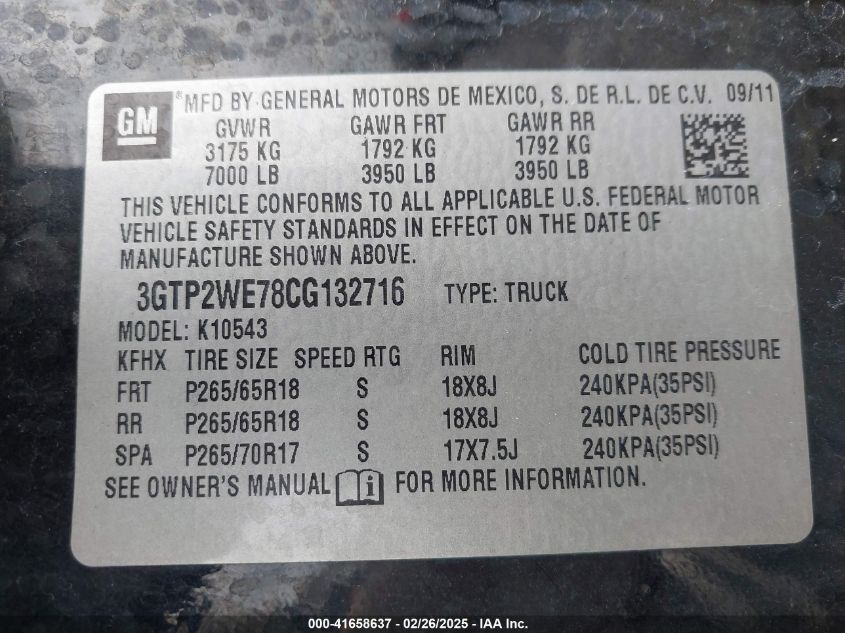 GM ® MFD BY GENERAL MOTORS DE MEXICO, S. DE R.L. DE C.V. 09/11
GVWR GAWR FRT GAWR RR
3175 KG 1792 KG 1792 KG
7000 LB 3950 LB 3950 LB
THIS VEHICLE CONFORMS TO ALL APPLICABLE U.S. FEDERAL MOTOR
VEHICLE SAFETY STANDARDS IN EFFECT ON THE DATE OF
MANUFACTURE SHOWN ABOVE.
3GTP2WE78CG132716 TYPE: TRUCK
MODEL: K10543
KFHX TIRE SIZE SPEED RTG RIM COLD TIRE PRESSURE
FRT P265/65R18 S 18X8J 240KPA(35PSI)
RR P265/65R18 S 18X8J 240KPA(35PSI)
SPA P265/70R17 S 17X7.5J 240KPA(35PSI)
SEE OWNER'S MANUAL i FOR MORE INFORMATION.
000-41658637 - 02/26/2025 - IAA Inc.